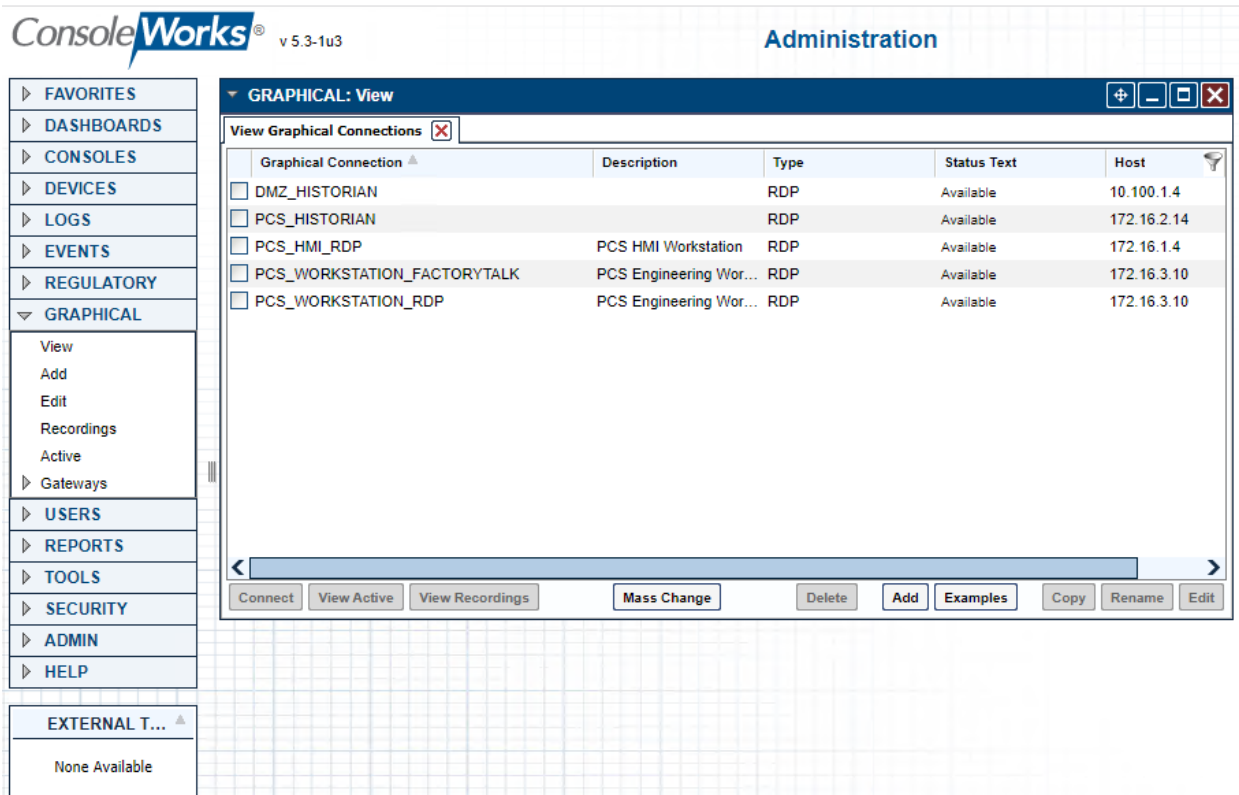 ConsoleWorks® v 5.3-1u3
Administration
FAVORITES
DASHBOARDS
CONSOLES
DEVICES
LOGS
EVENTS
REGULATORY
GRAPHICAL
View
Add
Edit
Recordings
Active
Gateways
USERS
REPORTS
TOOLS
SECURITY
ADMIN
HELP
EXTERNAL T...
None Available
GRAPHICAL: View
View Graphical Connections
Graphical Connection Description Type Status Text Host
DMZ_HISTORIAN RDP Available 10.100.1.4
PCS_HISTORIAN RDP Available 172.16.2.14
PCS_HMI_RDP PCS HMI Workstation RDP Available 172.16.1.4
PCS_WORKSTATION_FACTORYTALK PCS Engineering Wor... RDP Available 172.16.3.10
PCS_WORKSTATION_RDP PCS Engineering Wor... RDP Available 172.16.3.10
Connect View Active View Recordings Mass Change Delete Add Examples Copy Rename Edit